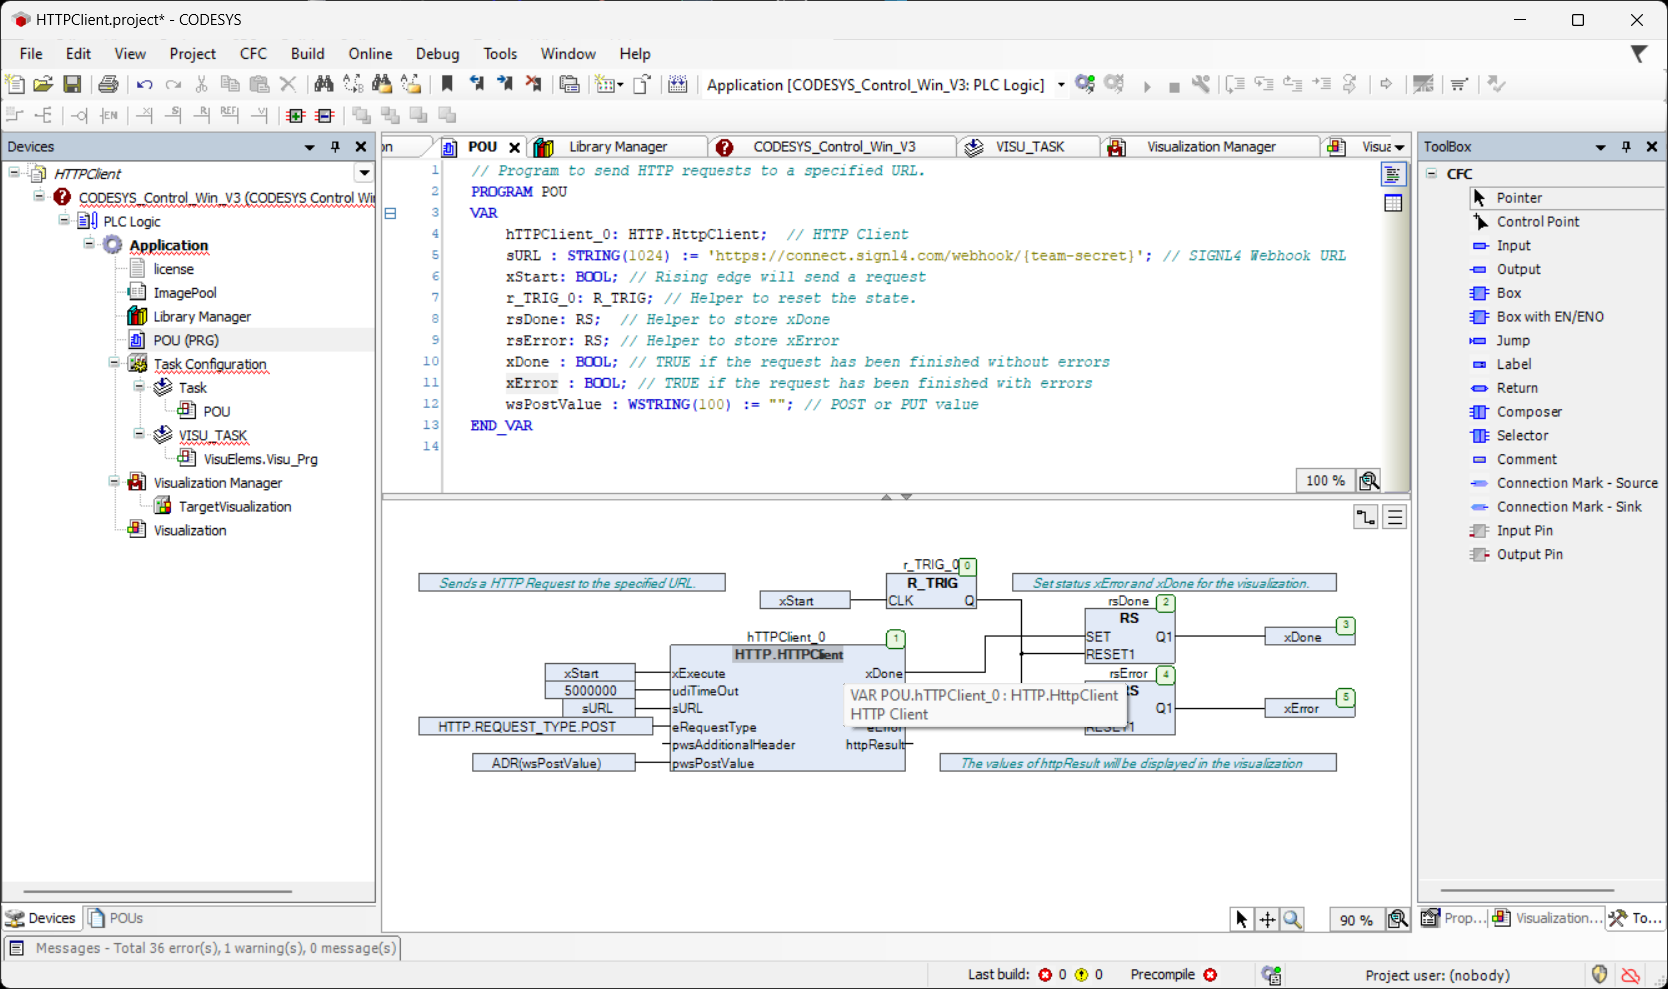 HTTPClient.project* - CODESYS
File Edit View Project CFC Build Online Debug Tools Window Help
Application [CODESYS_Control_Win_V3: PLC Logic]
Devices
HTTPClient
CODESYS_Control_Win_V3 (CODESYS Control Wi
PLC Logic
Application
license
ImagePool
Library Manager
POU (PRG)
Task Configuration
Task
POU
VISU_TASK
VisuElems.Visu_Prg
Visualization Manager
TargetVisualization
Visualization
Devices POUs
on POU Library Manager CODESYS_Control_Win_V3 VISU_TASK Visualization Manager Visua
1 // Program to send HTTP requests to a specified URL.
2 PROGRAM POU
3 VAR
4 hTTPClient_0: HTTP.HttpClient; // HTTP Client
5 sURL : STRING(1024) := 'https://connect.signl4.com/webhook/{team-secret}'; // SIGNL4 Webhook URL
6 xStart: BOOL; // Rising edge will send a request
7 r_TRIG_0: R_TRIG; // Helper to reset the state.
8 rsDone: RS; // Helper to store xDone
9 rsError: RS; // Helper to store xError
10 xDone : BOOL; // TRUE if the request has been finished without errors
11 xError : BOOL; // TRUE if the request has been finished with errors
12 wsPostValue : WSTRING(100) := ""; // POST or PUT value
13 END_VAR
14
100 %
Sends a HTTP Request to the specified URL.
r_TRIG_0 0
R_TRIG
xStart CLK Q
Set status xError and xDone for the visualization.
rsDone 2
RS
SET Q1
RESET1
xDone 3
hTTPClient_0 1
HTTP.HTTPClient
xStart xExecute xDone
5000000 udiTimeOut
sURL sURL
HTTP.REQUEST_TYPE.POST eRequestType eError
pwsAdditionalHeader httpResult
ADR(wsPostValue) pwsPostValue
rsError 4
RS
Q1
RESET1
xError 5
VAR POU.hTTPClient_0 : HTTP.HttpClient
HTTP Client
The values of httpResult will be displayed in the visualization
90 %
ToolBox
CFC
Pointer
Control Point
Input
Output
Box
Box with EN/ENO
Jump
Label
Return
Composer
Selector
Comment
Connection Mark - Source
Connection Mark - Sink
Input Pin
Output Pin
Prop... Visualization... To...
Messages - Total 36 error(s), 1 warning(s), 0 message(s)
Last build: 0 0 Precompile Project user: (nobody)